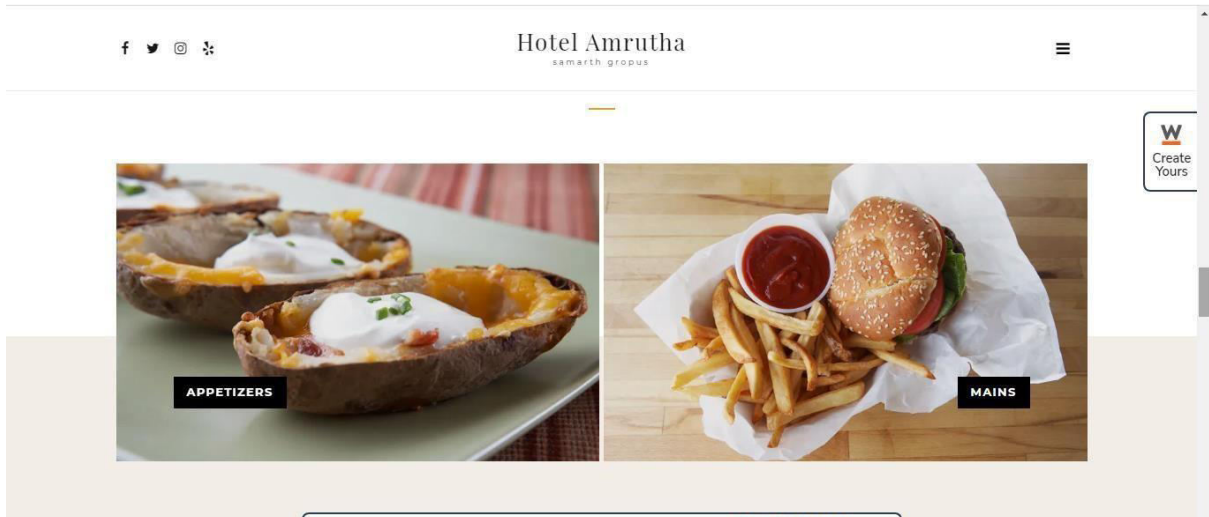 Hotel Amrutha
samarth gropus
W
Create
Yours
APPETIZERS
MAINS